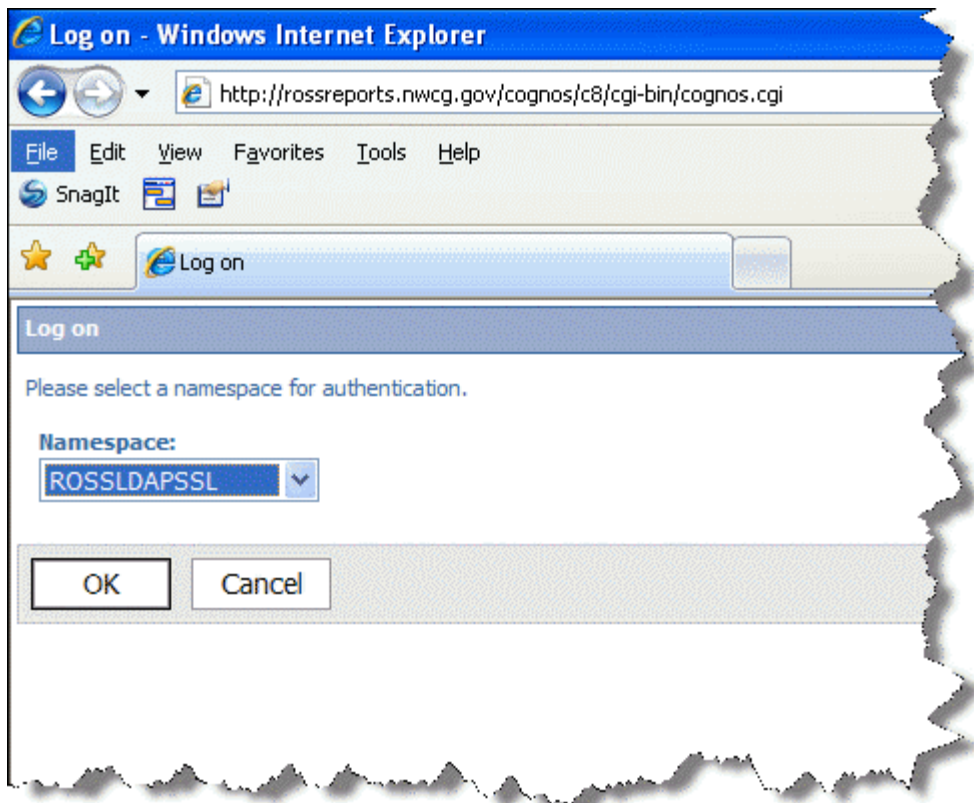 Log on - Windows Internet Explorer
http://rossreports.nwcg.gov/cognos/c8/cgi-bin/cognos.cgi
File Edit View Favorites Tools Help
SnagIt
Log on
Log on
Please select a namespace for authentication.
Namespace:
ROSSLDAPSSL
OK Cancel